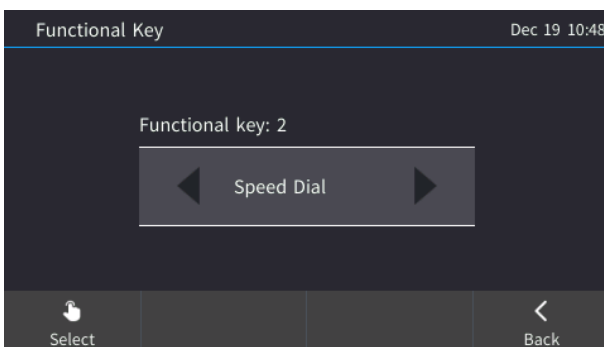 Functional Key Dec 19 10:48
Functional key: 2
Speed Dial
Select Back